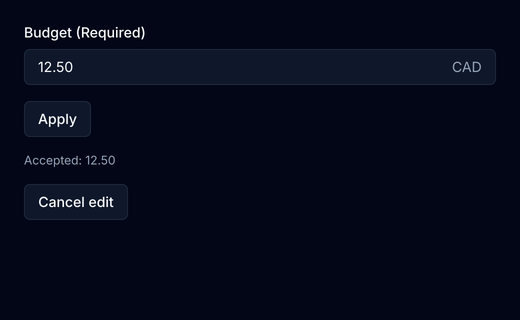 Budget (Required)
12.50 CAD
Apply
Accepted: 12.50
Cancel edit